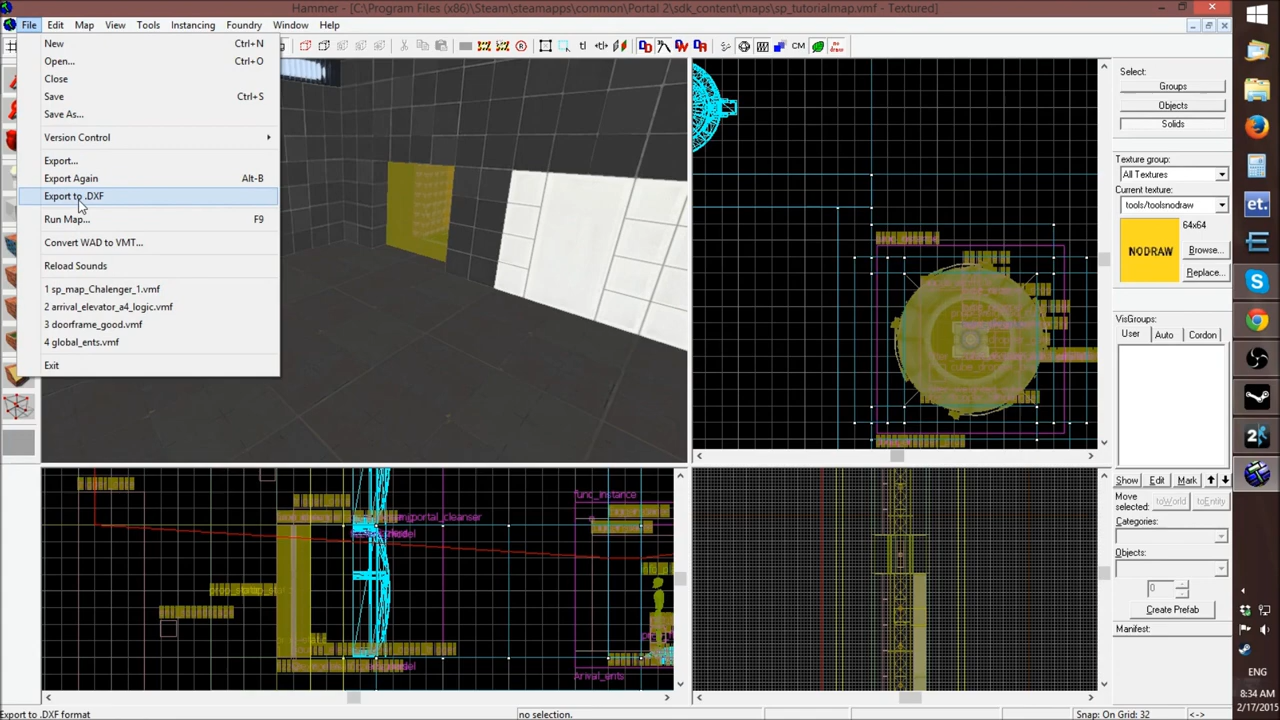 Hammer - [C:\Program Files (x86)\Steam\steamapps\common\Portal 2\sdk_content\maps\sp_tutorialmap.vmf - Textured]
File Edit Map View Tools Instancing Foundry Window Help
New Ctrl+N
Open... Ctrl+O
Close
Save Ctrl+S
Save As...
Version Control
Export...
Export Again Alt-B
Export to .DXF
Run Map... F9
Convert WAD to VMT...
Reload Sounds
1 sp_map_Chalenger_1.vmf
2 arrival_elevator_a4_logic.vmf
3 doorframe_good.vmf
4 global_ents.vmf
Exit
CM
Select:
Groups
Objects
Solids
Texture group:
All Textures
Current texture:
tools/toolsnodraw
NODRAW
64x64
Browse...
Replace...
VisGroups:
User Auto Cordon
Show Edit Mark
Move selected:
toWorld toEntity
Categories:
Objects:
0
Create Prefab
Manifest:
func_instance
portal_cleanser
Arrival_ents
et.
ENG
8:34 AM
2/17/2015
Export to .DXF format
no selection.
Snap: On Grid: 32 <->